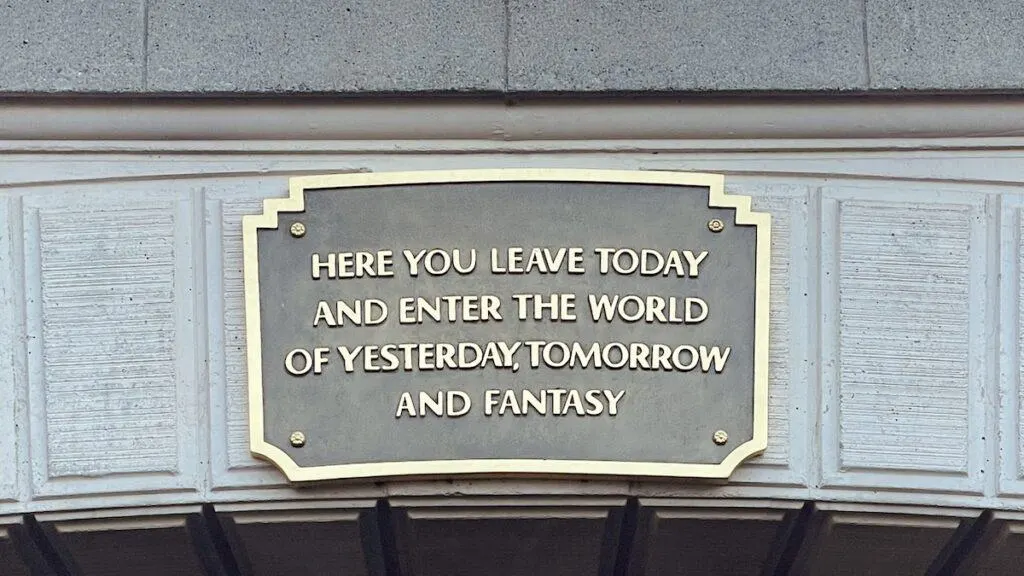 HERE YOU LEAVE TODAY
AND ENTER THE WORLD
OF YESTERDAY, TOMORROW
AND FANTASY